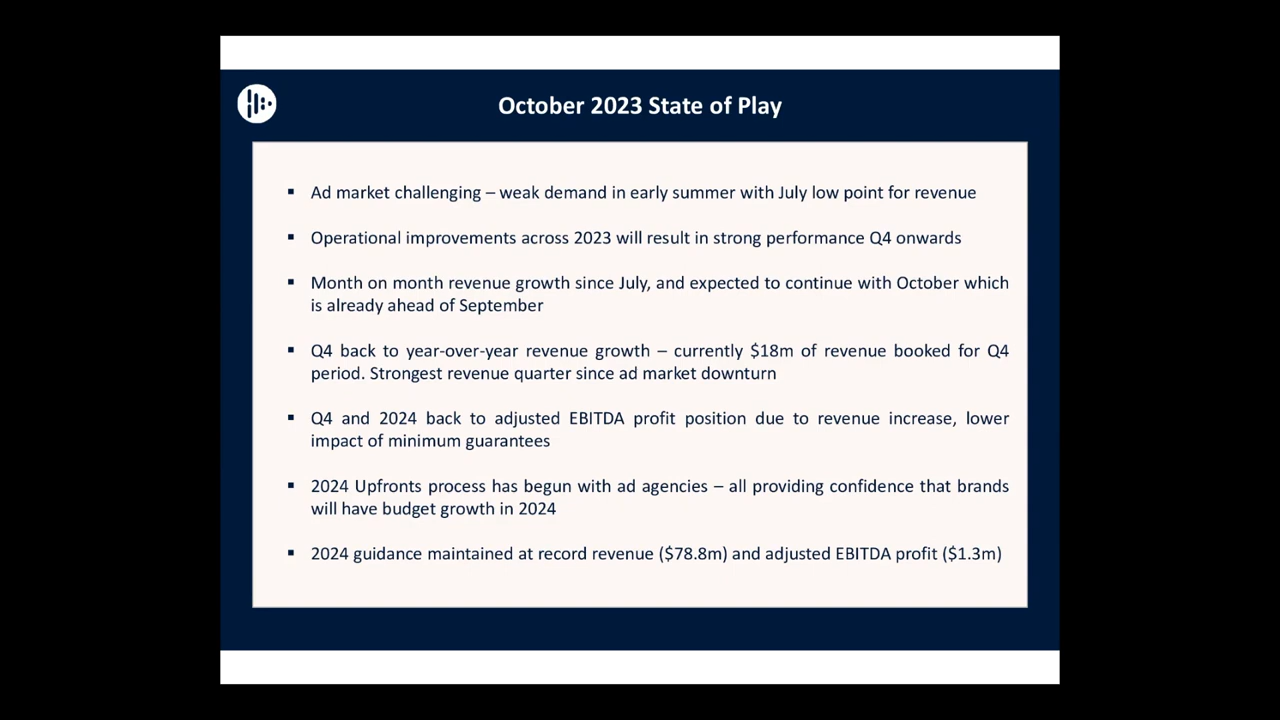 October 2023 State of Play
▪ Ad market challenging – weak demand in early summer with July low point for revenue
▪ Operational improvements across 2023 will result in strong performance Q4 onwards
▪ Month on month revenue growth since July, and expected to continue with October which
is already ahead of September
▪ Q4 back to year-over-year revenue growth – currently $18m of revenue booked for Q4
period. Strongest revenue quarter since ad market downturn
▪ Q4 and 2024 back to adjusted EBITDA profit position due to revenue increase, lower
impact of minimum guarantees
▪ 2024 Upfronts process has begun with ad agencies – all providing confidence that brands
will have budget growth in 2024
▪ 2024 guidance maintained at record revenue ($78.8m) and adjusted EBITDA profit ($1.3m)